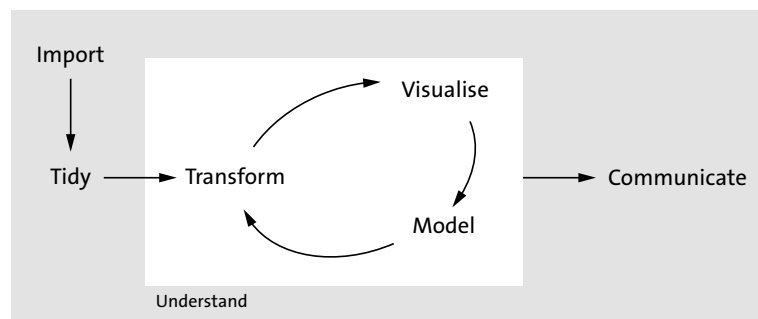 Import
Visualise
Tidy
Transform
Communicate
Model
Understand